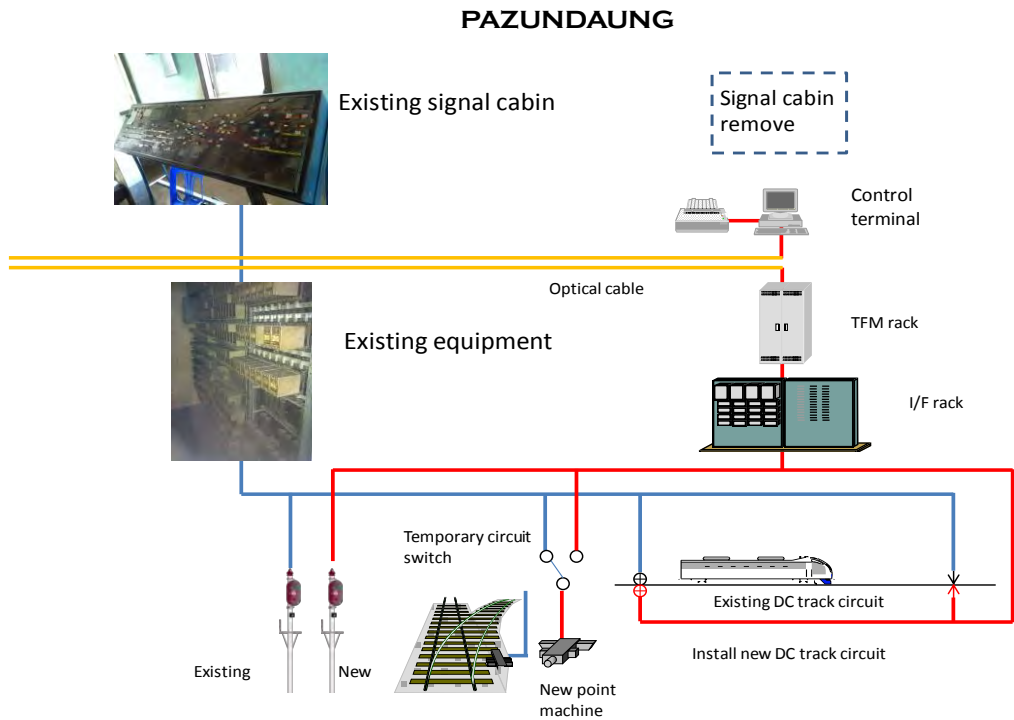 PAZUNDAUNG
Existing signal cabin
Signal cabin
remove
Control
terminal
Optical cable
TFM rack
Existing equipment
I/F rack
Temporary circuit
switch
Existing DC track circuit
Existing
New
Install new DC track circuit
New point
machine